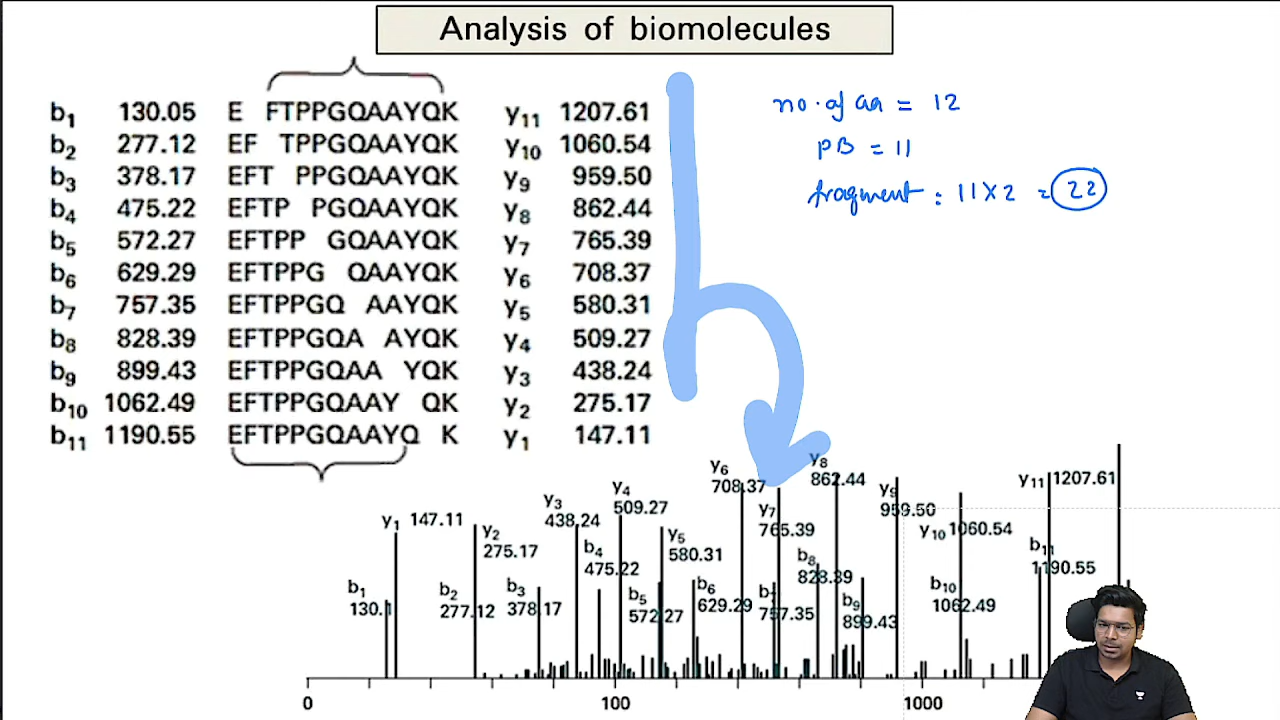 Analysis of biomolecules
b1 130.05 E FTPPGQAAYQK y11 1207.61
b2 277.12 EF TPPGQAAYQK y10 1060.54
b3 378.17 EFT PPGQAAYQK y9 959.50
b4 475.22 EFTP PGQAAYQK y8 862.44
b5 572.27 EFTPP GQAAYQK y7 765.39
b6 629.29 EFTPPG QAAYQK y6 708.37
b7 757.35 EFTPPGQ AAYQK y5 580.31
b8 828.39 EFTPPGQA AYQK y4 509.27
b9 899.43 EFTPPGQAA YQK y3 438.24
b10 1062.49 EFTPPGQAAY QK y2 275.17
b11 1190.55 EFTPPGQAAYQ K y1 147.11
no. of aa = 12
PB = 11
fragment : 11 X 2 = 22
y1 147.11
y2
275.17
y3
438.24
y4
509.27
y5
580.31
y6
708.37
y7
765.39
y8
862.44
y9
959.50
y10 1060.54
y11 1207.61
b1
130.1
b2
277.12
b3
378.17
b4
475.22
b5
572.27
b6
629.29
b7
757.35
b8
828.39
b9
899.43
b10
1062.49
b11
1190.55
0 100 1000